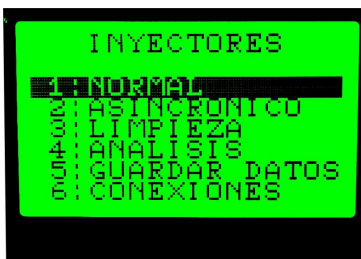 INYECTORES
1:NORMAL
2:ASINCRONICO
3:LIMPIEZA
4:ANALISIS
5:GUARDAR DATOS
6:CONEXIONES